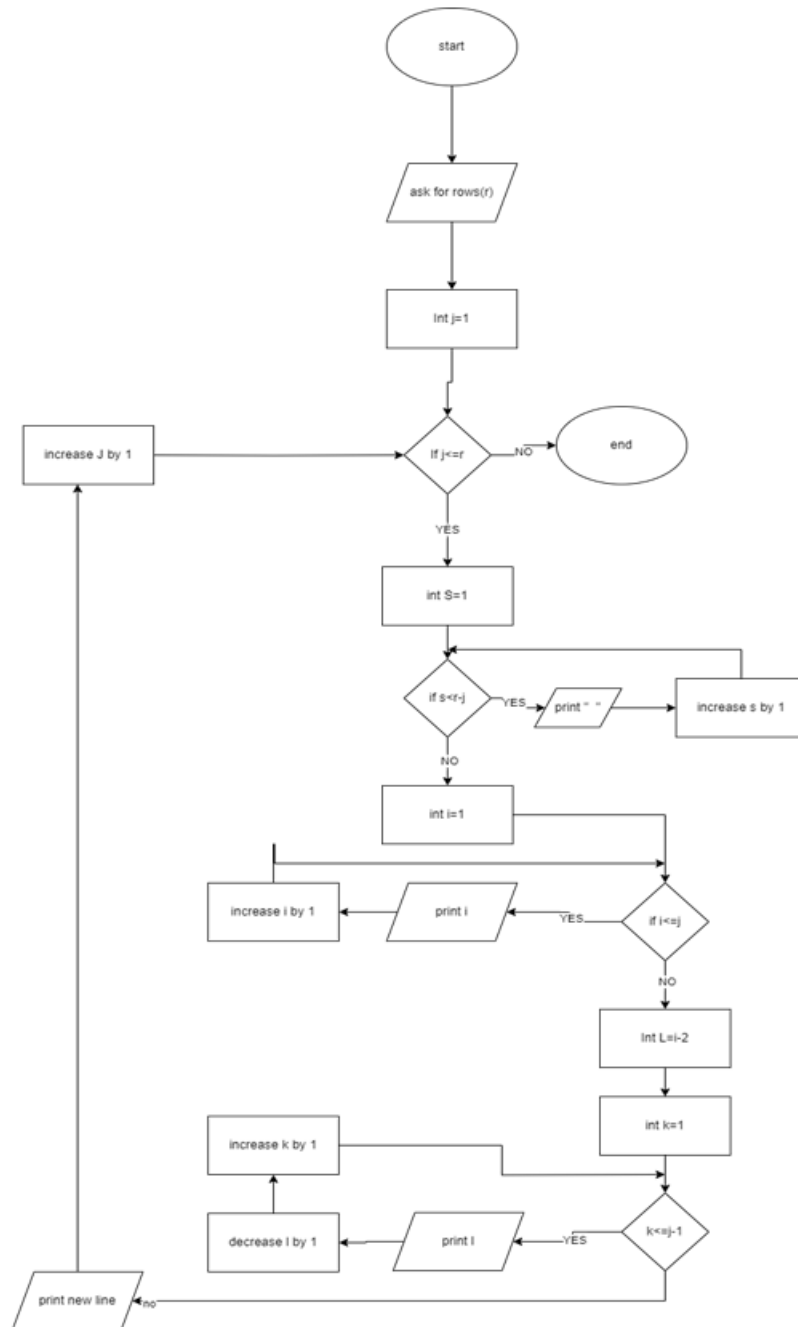 start
ask for rows(r)
Int j=1
If j<=r
NO
end
increase J by 1
YES
int S=1
if s<r-j
YES
print " "
increase s by 1
NO
int i=1
increase i by 1
print i
YES
if i<=j
NO
Int L=i-2
int k=1
increase k by 1
k<=j-1
YES
print l
decrease l by 1
no
print new line